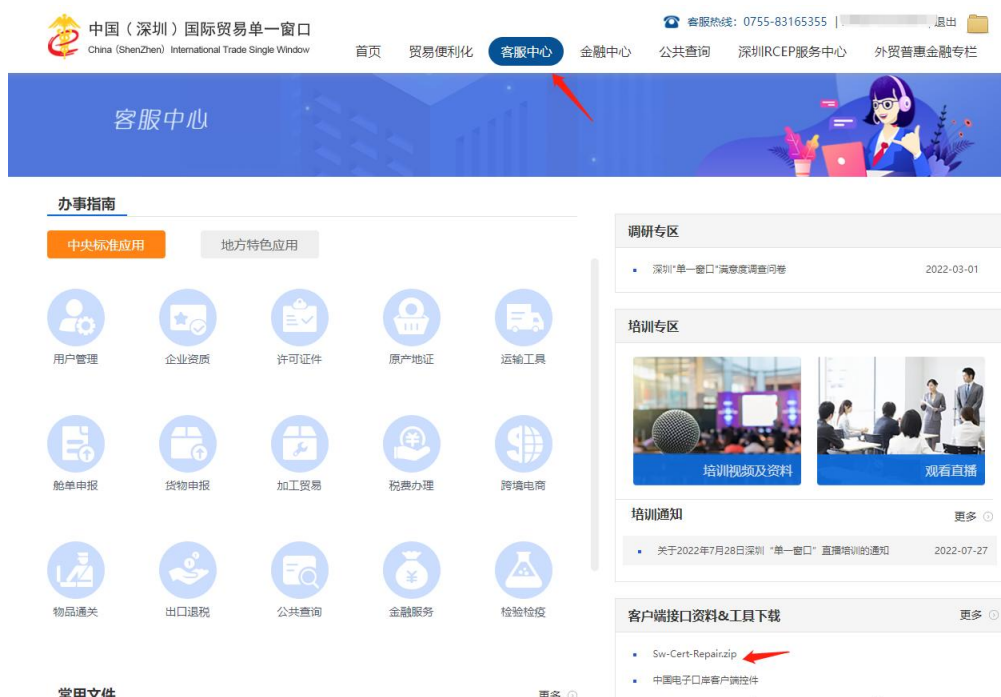 客服热线：0755-83165355 | 退出
中国（深圳）国际贸易单一窗口
China (ShenZhen) International Trade Single Window
首页 贸易便利化 客服中心 金融中心 公共查询 深圳RCEP服务中心 外贸普惠金融专栏
客服中心
办事指南
中央标准应用 地方特色应用
用户管理 企业资质 许可证件 原产地证 运输工具
舱单申报 货物申报 加工贸易 税费办理 跨境电商
物品通关 出口退税 公共查询 金融服务 检验检疫
常用文件 更多
调研专区
深圳“单一窗口”满意度调查问卷 2022-03-01
培训专区
培训视频及资料 观看直播
培训通知 更多
关于2022年7月28日深圳“单一窗口”直播培训的通知 2022-07-27
客户端接口资料&工具下载 更多
Sw-Cert-Repair.zip
中国电子口岸客户端控件